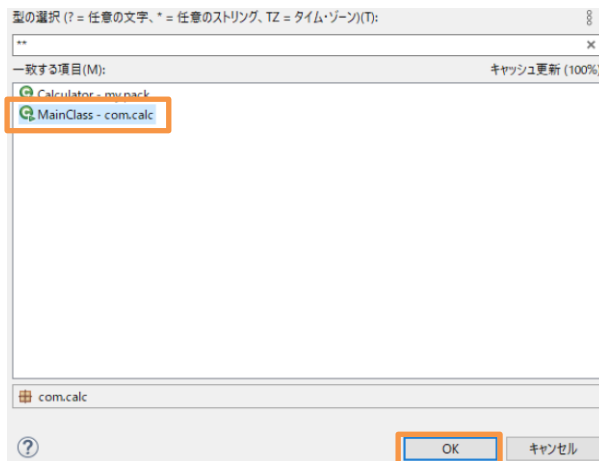 型の選択 (? = 任意の文字、* = 任意のストリング、TZ = タイム・ゾーン)(T):
**
一致する項目(M): キャッシュ更新 (100%)
Calculator - my.pack
MainClass - com.calc
com.calc
OK キャンセル